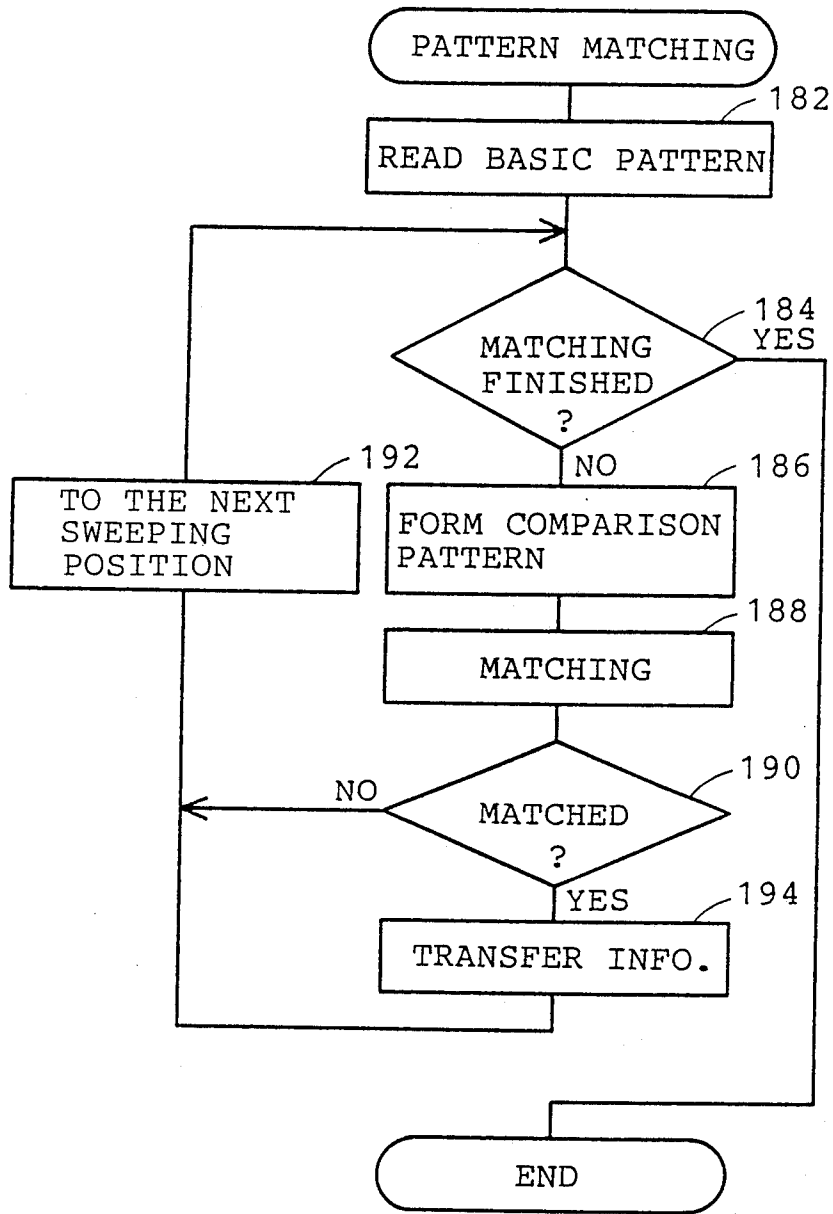 PATTERN MATCHING
182
READ BASIC PATTERN
184
YES
MATCHING
FINISHED
?
NO
192
TO THE NEXT
SWEEPING
POSITION
186
FORM COMPARISON
PATTERN
188
MATCHING
190
NO
MATCHED
?
YES
194
TRANSFER INFO.
END